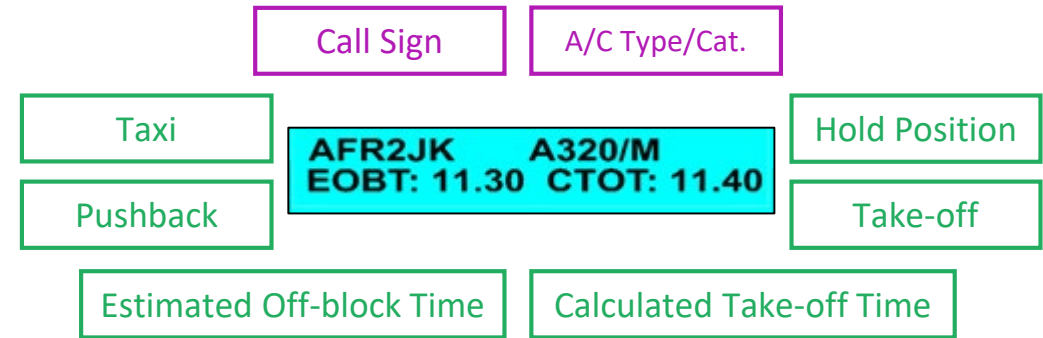 Call Sign
A/C Type/Cat.
Taxi
Hold Position
AFR2JK A320/M
EOBT: 11.30 CTOT: 11.40
Pushback
Take-off
Estimated Off-block Time
Calculated Take-off Time